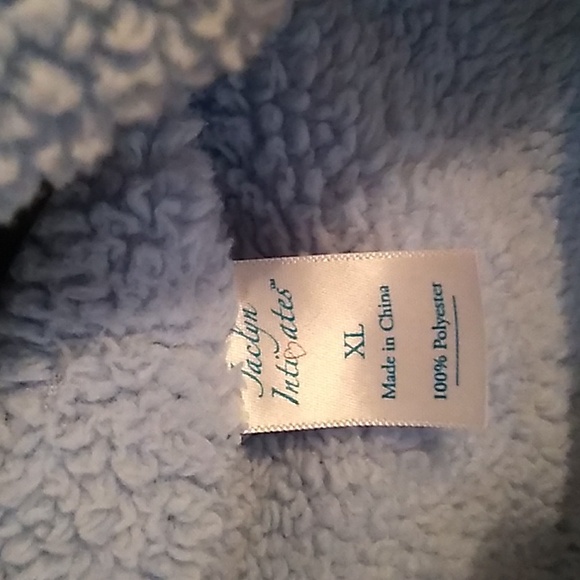 Jaclyn
Intimates™
XL
Made in China
100% Polyester